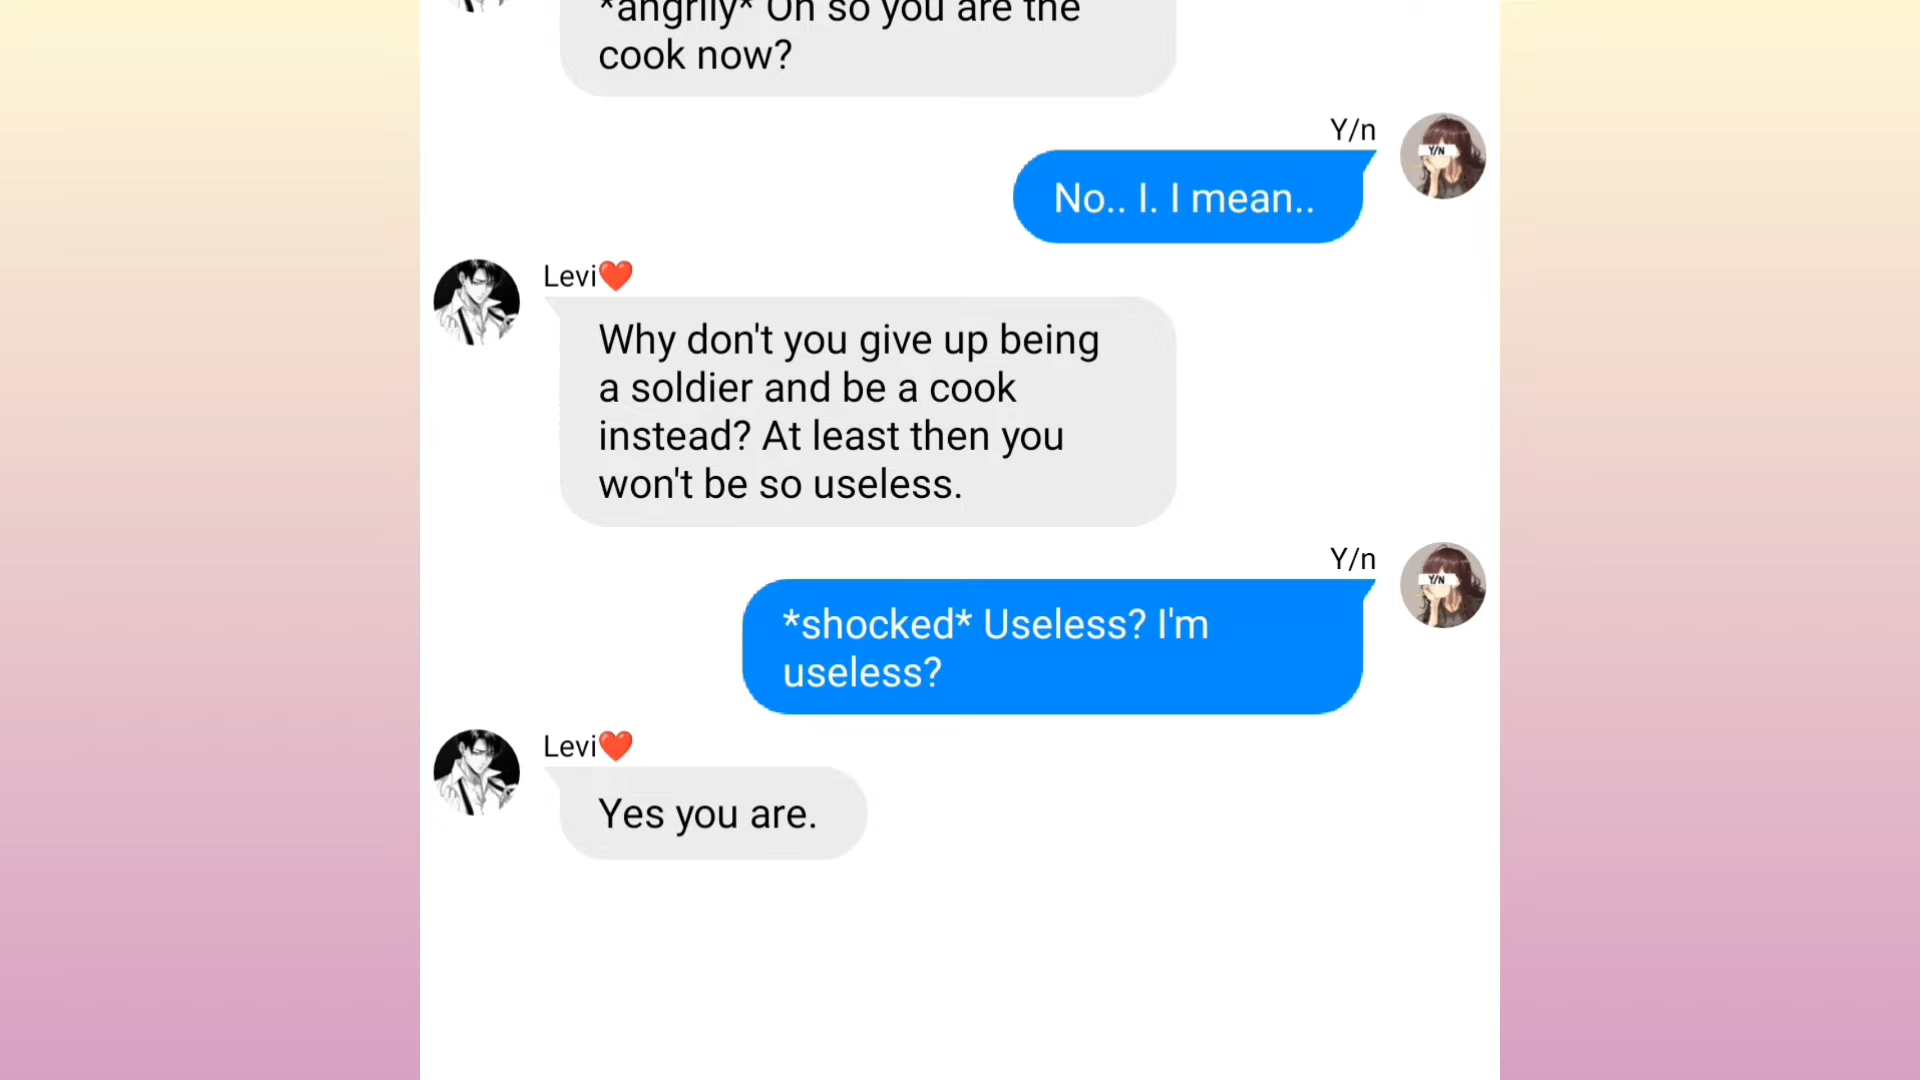 *angrily* Oh so you are the
cook now?
Y/n
Y/N
No.. I. I mean..
Levi❤️
Why don't you give up being
a soldier and be a cook
instead? At least then you
won't be so useless.
Y/n
Y/N
*shocked* Useless? I'm
useless?
Levi❤️
Yes you are.